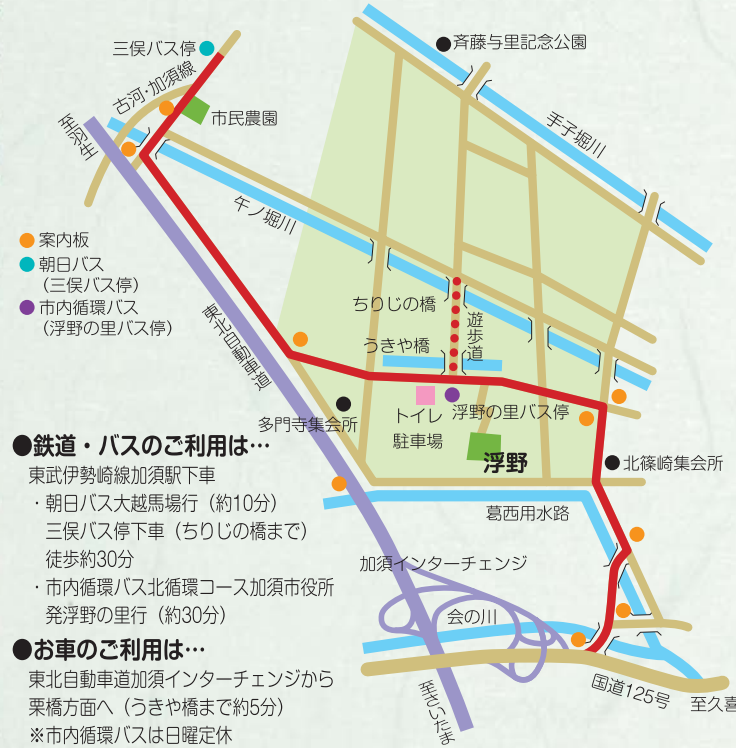 三俣バス停
斉藤与里記念公園
古河・加須線
市民農園
至羽生
手子堀川
午ノ堀川
案内板
朝日バス
（三俣バス停）
市内循環バス
（浮野の里バス停）
東北自動車道
ちりじの橋
遊歩道
うきや橋
多門寺集会所
トイレ
浮野の里バス停
駐車場
浮野
北篠崎集会所
葛西用水路
加須インターチェンジ
会の川
国道125号
至久喜
至さいたま
●鉄道・バスのご利用は…
東武伊勢崎線加須駅下車
・朝日バス大越馬場行（約10分）
三俣バス停下車（ちりじの橋まで）
徒歩約30分
・市内循環バス北循環コース加須市役所
発浮野の里行（約30分）
●お車のご利用は…
東北自動車道加須インターチェンジから
栗橋方面へ（うきや橋まで約5分）
※市内循環バスは日曜定休